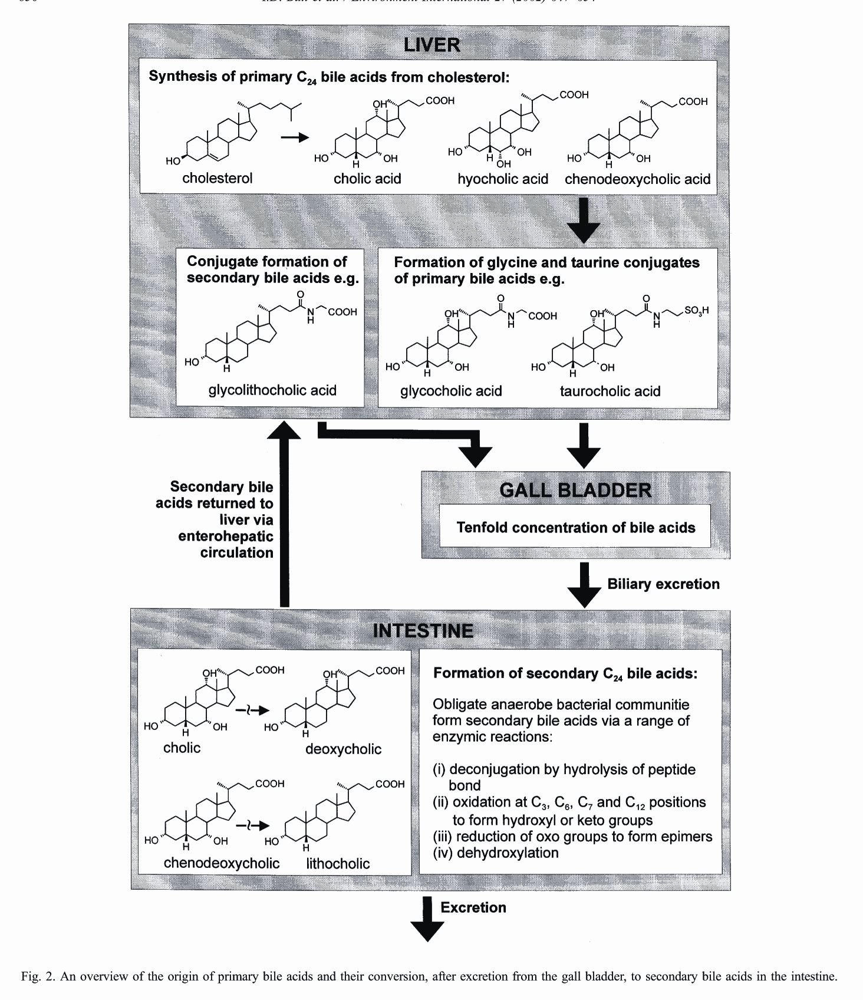 LIVER
Synthesis of primary C24 bile acids from cholesterol:
HO
cholesterol
OH
COOH
HO
H
OH
cholic acid
COOH
HO
H
OH
OH
hyocholic acid
COOH
HO
H
OH
chenodeoxycholic acid
Conjugate formation of
secondary bile acids e.g.
O
N
H
COOH
HO
H
glycolithocholic acid
Formation of glycine and taurine conjugates
of primary bile acids e.g.
O
OH
N
H
COOH
HO
H
OH
glycocholic acid
O
OH
N
H
SO3H
HO
H
OH
taurocholic acid
Secondary bile
acids returned to
liver via
enterohepatic
circulation
GALL BLADDER
Tenfold concentration of bile acids
Biliary excretion
INTESTINE
OH
COOH
HO
H
OH
cholic
OH
COOH
HO
H
deoxycholic
COOH
HO
H
OH
chenodeoxycholic
COOH
HO
H
lithocholic
Formation of secondary C24 bile acids:
Obligate anaerobe bacterial communitie
form secondary bile acids via a range of
enzymic reactions:
(i) deconjugation by hydrolysis of peptide
bond
(ii) oxidation at C3, C6, C7 and C12 positions
to form hydroxyl or keto groups
(iii) reduction of oxo groups to form epimers
(iv) dehydroxylation
Excretion
Fig. 2. An overview of the origin of primary bile acids and their conversion, after excretion from the gall bladder, to secondary bile acids in the intestine.